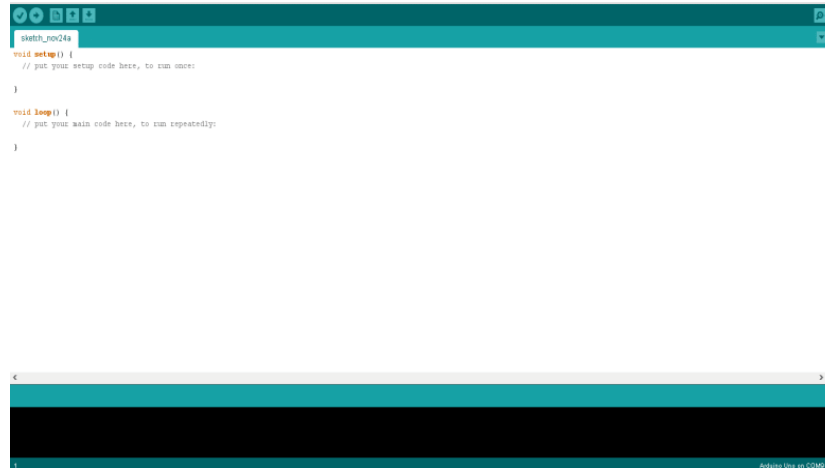 sketch_nov24a
void setup() {
// put your setup code here, to run once:
}
void loop() {
// put your main code here, to run repeatedly:
}
1
Arduino Uno on COM9